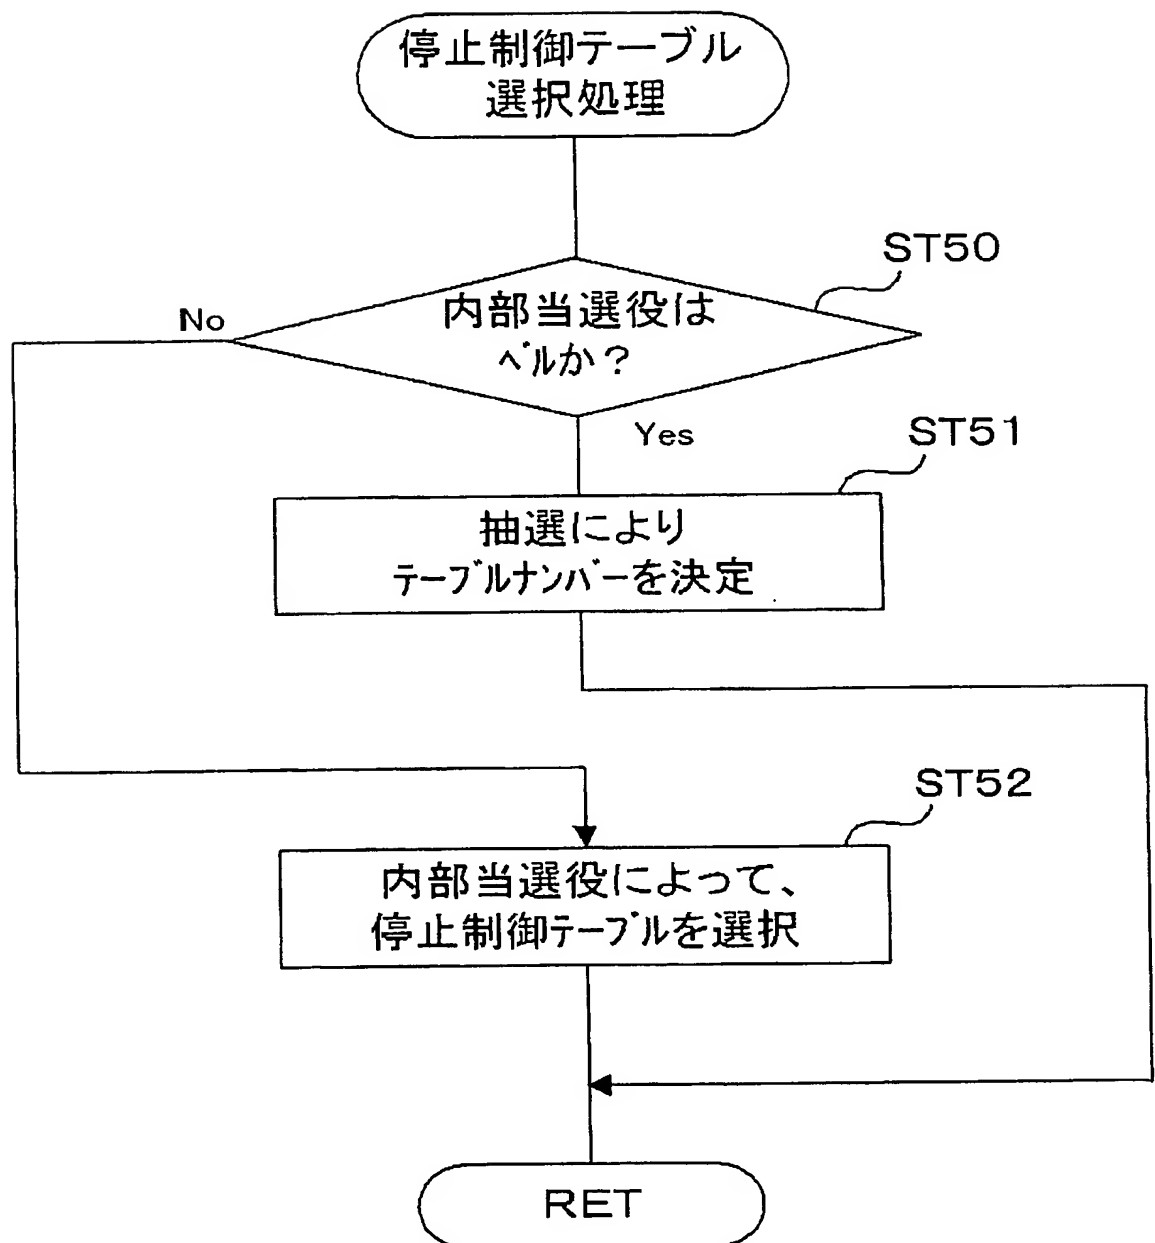 停止制御テーブル
選択処理
ST50
No
内部当選役は
ベルか？
Yes
ST51
抽選により
テーブルナンバーを決定
ST52
内部当選役によって、
停止制御テーブルを選択
RET